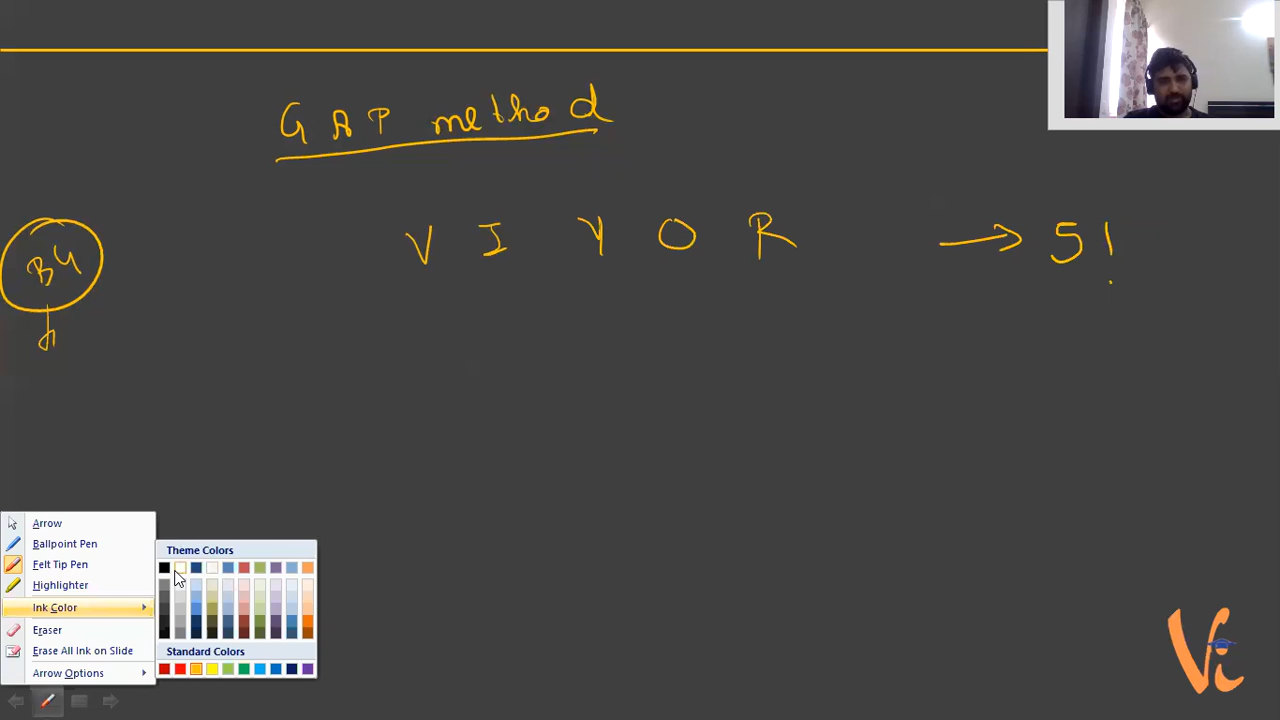 GAP method
V I Y O R → 5!
B4
Arrow
Ballpoint Pen
Felt Tip Pen
Highlighter
Ink Color
Eraser
Erase All Ink on Slide
Arrow Options
Theme Colors
Standard Colors
Vi